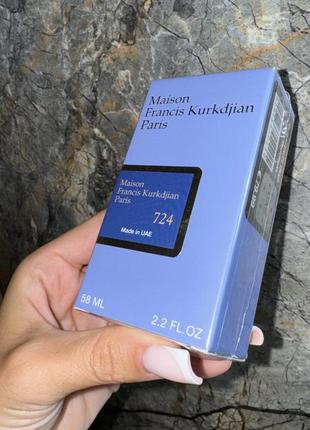 Maison
Francis Kurkdjian
Paris
Maison
Francis Kurkdjian
Paris
724
Made in UAE
58 ML
2.2 FL.OZ